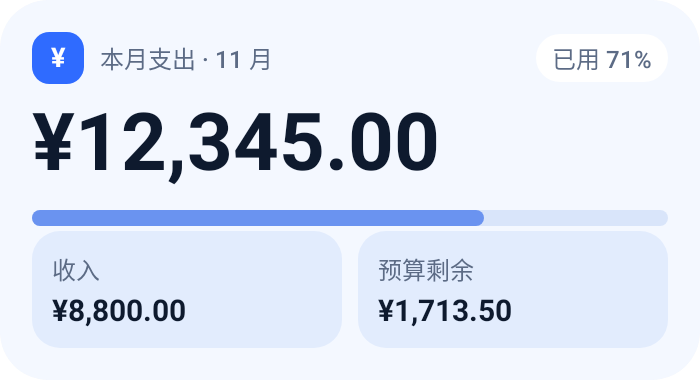 ¥ 本月支出 · 11 月 已用 71%
¥12,345.00
收入 预算剩余
¥8,800.00 ¥1,713.50